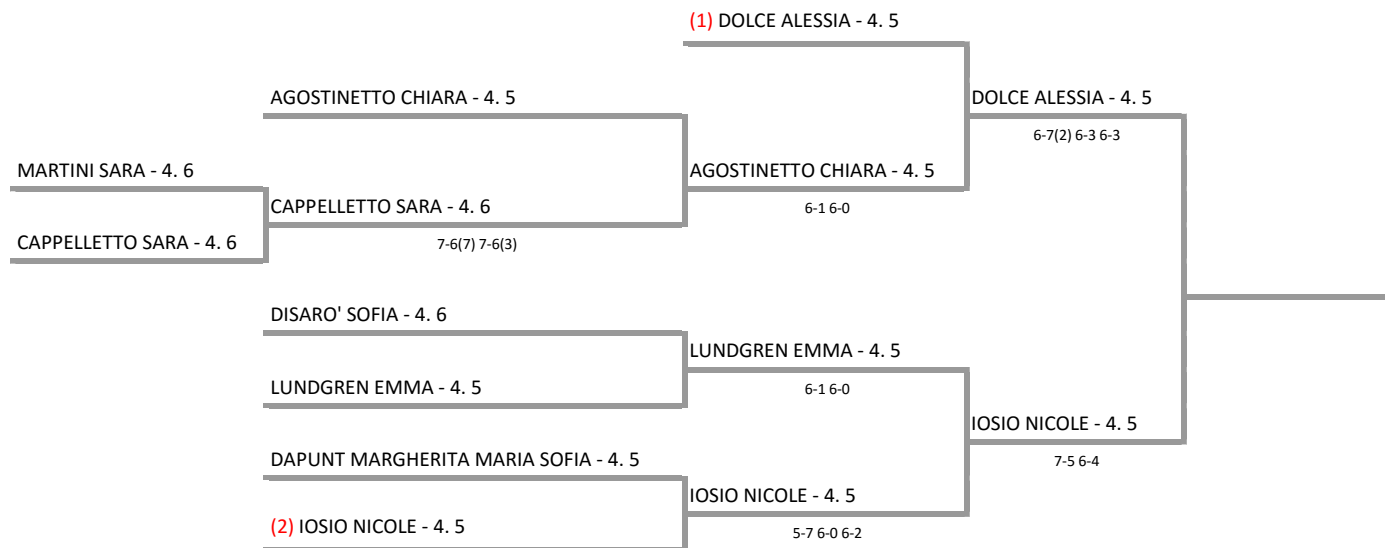 (1) DOLCE ALESSIA - 4. 5
AGOSTINETTO CHIARA - 4. 5
DOLCE ALESSIA - 4. 5
6-7(2) 6-3 6-3
MARTINI SARA - 4. 6
AGOSTINETTO CHIARA - 4. 5
6-1 6-0
CAPPELLETTO SARA - 4. 6
7-6(7) 7-6(3)
CAPPELLETTO SARA - 4. 6
DISARO' SOFIA - 4. 6
LUNDGREN EMMA - 4. 5
6-1 6-0
LUNDGREN EMMA - 4. 5
IOSIO NICOLE - 4. 5
7-5 6-4
DAPUNT MARGHERITA MARIA SOFIA - 4. 5
IOSIO NICOLE - 4. 5
5-7 6-0 6-2
(2) IOSIO NICOLE - 4. 5